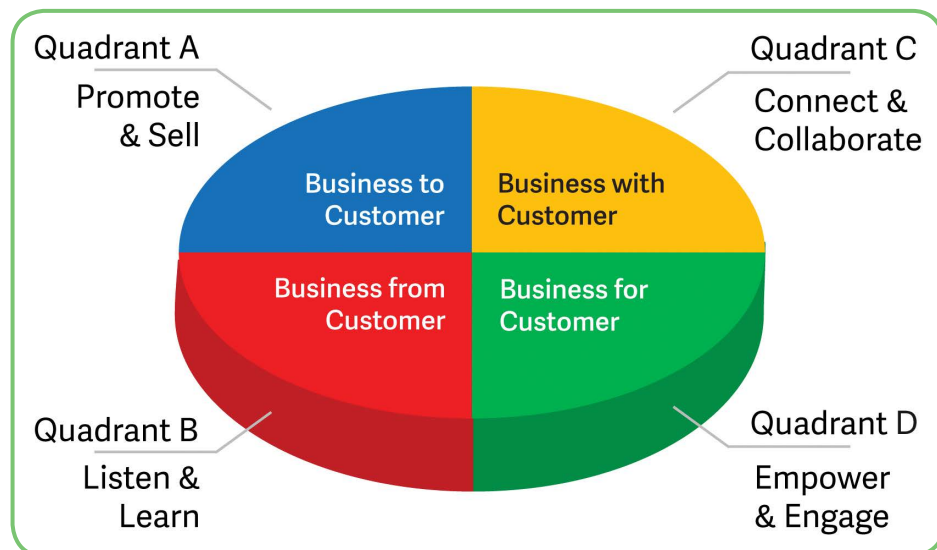 Quadrant A
Promote
& Sell
Quadrant C
Connect &
Collaborate
Business to
Customer
Business with
Customer
Business from
Customer
Business for
Customer
Quadrant B
Listen &
Learn
Quadrant D
Empower
& Engage